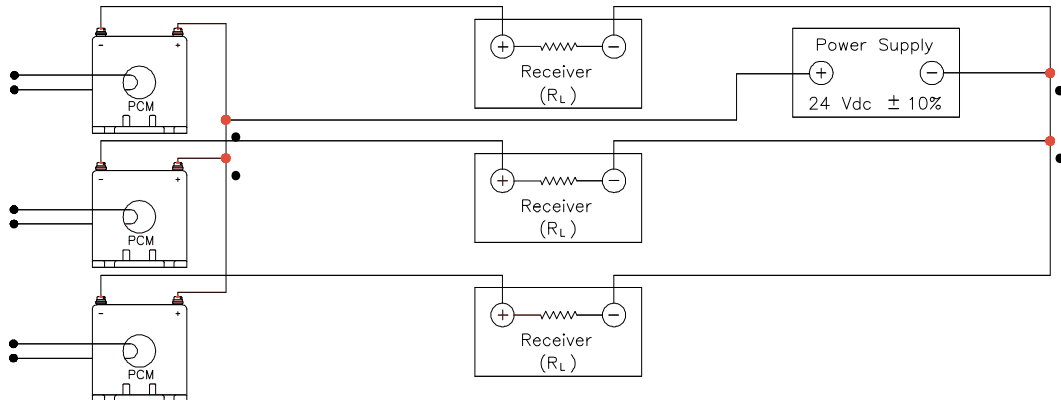 - +
PCM
+ -
Receiver
(RL)
Power Supply
+ -
24 Vdc ± 10%
- +
PCM
+ -
Receiver
(RL)
- +
PCM
+ -
Receiver
(RL)